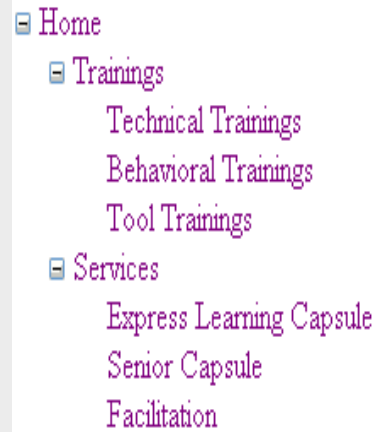 Home
Trainings
Technical Trainings
Behavioral Trainings
Tool Trainings
Services
Express Learning Capsule
Senior Capsule
Facilitation